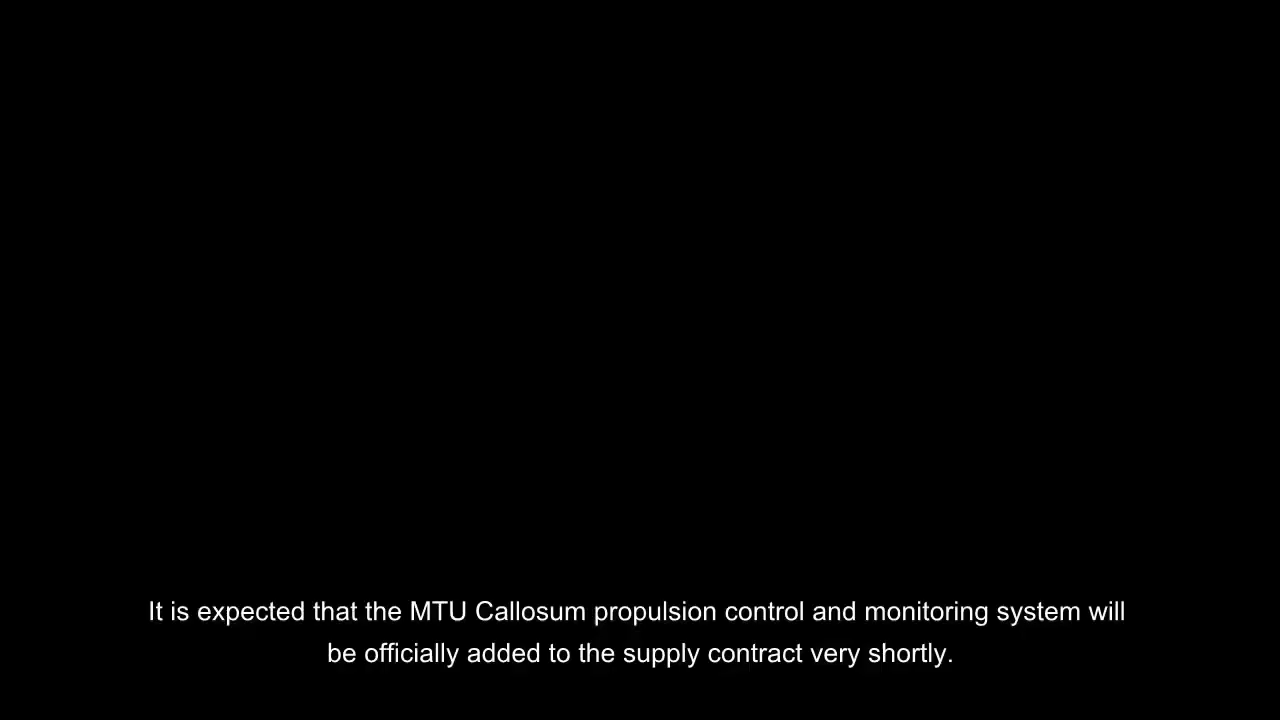 It is expected that the MTU Callosum propulsion control and monitoring system will
be officially added to the supply contract very shortly.